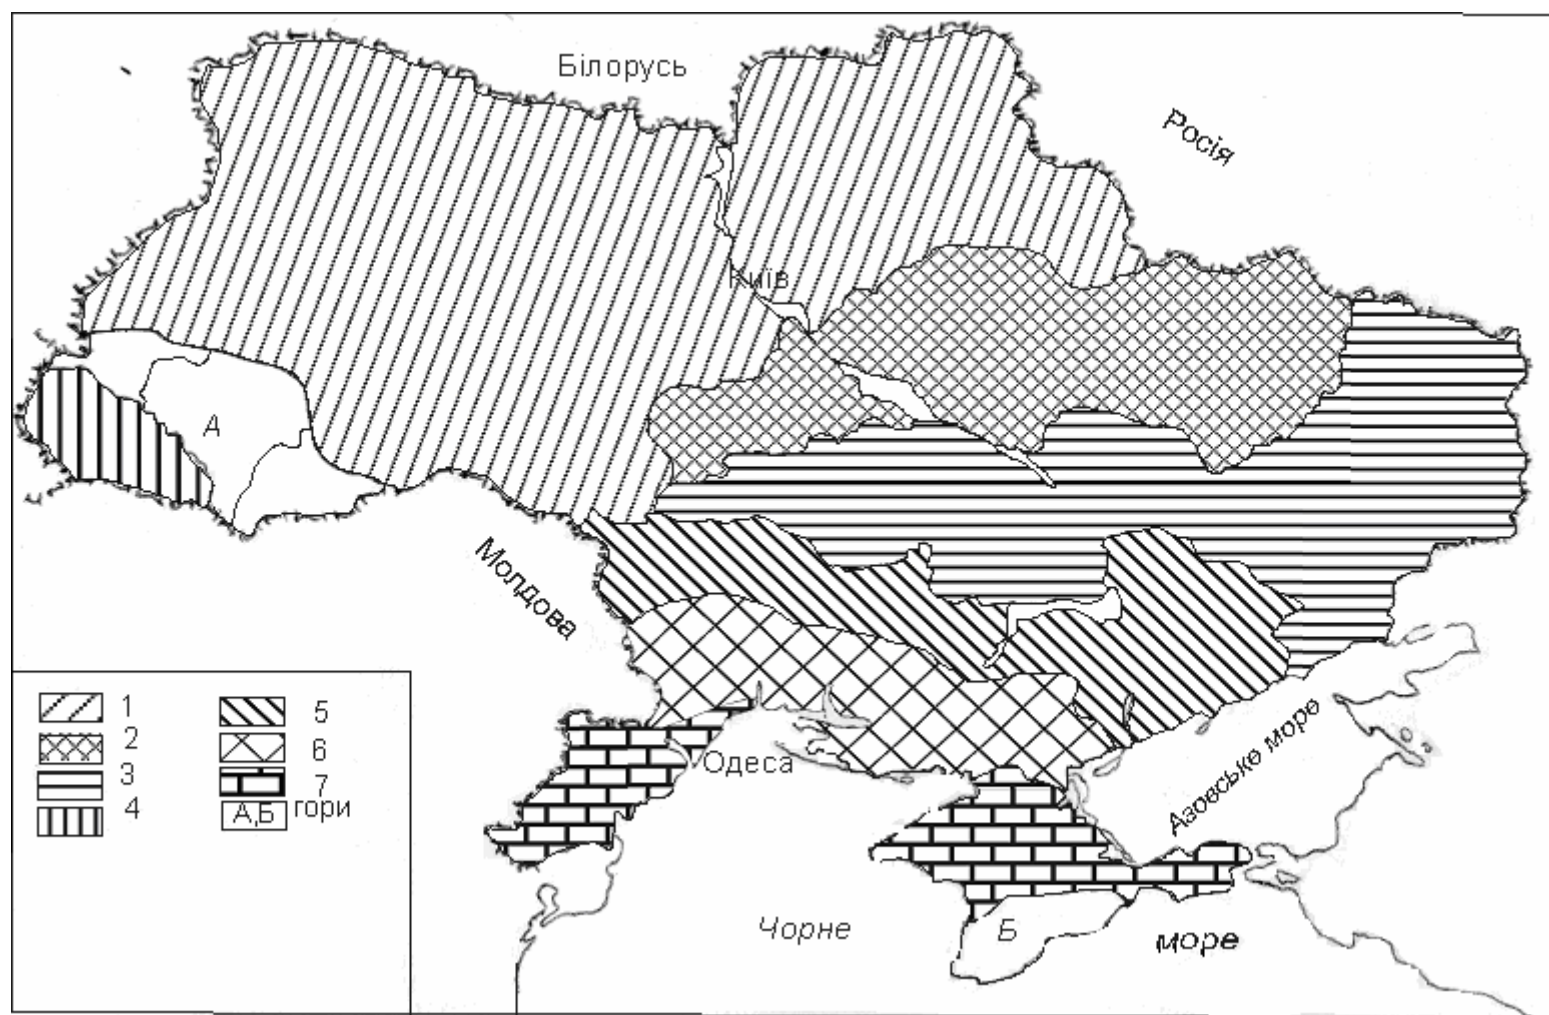 Білорусь
Росія
Київ
А
Молдова
Одеса
Азовське море
Чорне
море
Б
1
2
3
4
5
6
7
А,Б гори